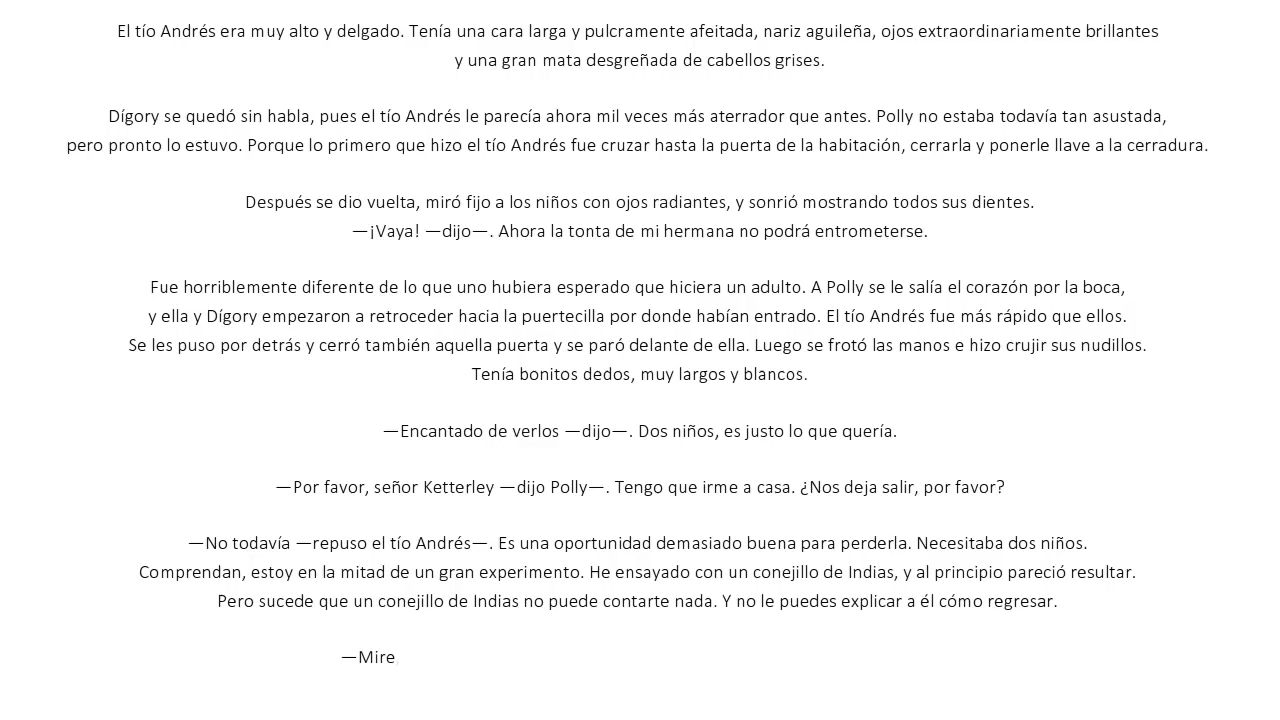 El tío Andrés era muy alto y delgado. Tenía una cara larga y pulcramente afeitada, nariz aguileña, ojos extraordinariamente brillantes
y una gran mata desgreñada de cabellos grises.
Dígory se quedó sin habla, pues el tío Andrés le parecía ahora mil veces más aterrador que antes. Polly no estaba todavía tan asustada,
pero pronto lo estuvo. Porque lo primero que hizo el tío Andrés fue cruzar hasta la puerta de la habitación, cerrarla y ponerle llave a la cerradura.
Después se dio vuelta, miró fijo a los niños con ojos radiantes, y sonrió mostrando todos sus dientes.
—¡Vaya! —dijo—. Ahora la tonta de mi hermana no podrá entrometerse.
Fue horriblemente diferente de lo que uno hubiera esperado que hiciera un adulto. A Polly se le salía el corazón por la boca,
y ella y Dígory empezaron a retroceder hacia la puertecilla por donde habían entrado. El tío Andrés fue más rápido que ellos.
Se les puso por detrás y cerró también aquella puerta y se paró delante de ella. Luego se frotó las manos e hizo crujir sus nudillos.
Tenía bonitos dedos, muy largos y blancos.
—Encantado de verlos —dijo—. Dos niños, es justo lo que quería.
—Por favor, señor Ketterley —dijo Polly—. Tengo que irme a casa. ¿Nos deja salir, por favor?
—No todavía —repuso el tío Andrés—. Es una oportunidad demasiado buena para perderla. Necesitaba dos niños.
Comprendan, estoy en la mitad de un gran experimento. He ensayado con un conejillo de Indias, y al principio pareció resultar.
Pero sucede que un conejillo de Indias no puede contarte nada. Y no le puedes explicar a él cómo regresar.
—Mire